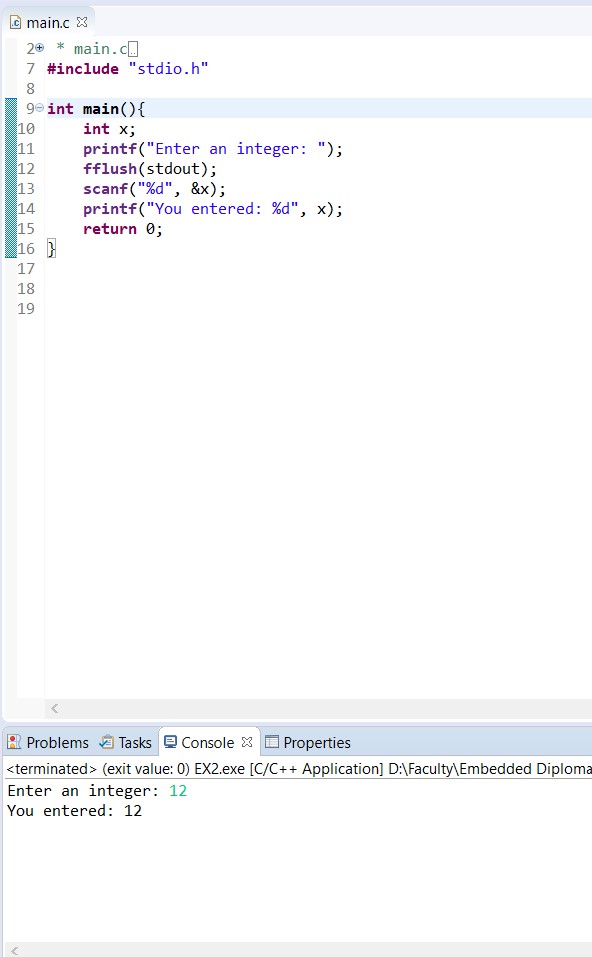 main.c
2 * main.c
7 #include "stdio.h"
8
9 int main(){
10 int x;
11 printf("Enter an integer: ");
12 fflush(stdout);
13 scanf("%d", &x);
14 printf("You entered: %d", x);
15 return 0;
16 }
17
18
19
Problems Tasks Console Properties
<terminated> (exit value: 0) EX2.exe [C/C++ Application] D:\Faculty\Embedded Diploma
Enter an integer: 12
You entered: 12